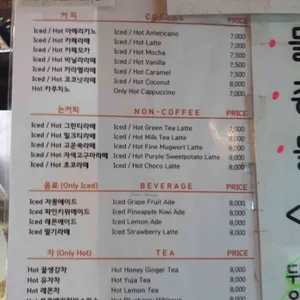 커피 COFFEE PRICE
Iced / Hot 아메리카노 Iced / Hot Americano 7,000
Iced / Hot 카페라떼 Iced / Hot Latte 7,000
Iced / Hot 카페모카 Iced / Hot Mocha 7,500
Iced / Hot 바닐라라떼 Iced / Hot Vanilla 7,500
Iced / Hot 카라멜라떼 Iced / Hot Caramel 7,500
Iced / Hot 코코넛라떼 Iced / Hot Coconut 8,000
Hot 카푸치노 Only Hot Cappuccino 7,000
논커피 NON-COFFEE PRICE
Iced / Hot 그린티라떼 Iced / Hot Green Tea Latte
Iced / Hot 밀크티라떼 Iced / Hot Milk Tea Latte
Iced / Hot 고운쑥라떼 Iced / Hot Fine Mugwort Latte 8,000
Iced / Hot 자색고구마라떼 Iced / Hot Purple Sweetpotato Latte 8,000
Iced / Hot 초코라떼 Iced / Hot Choco Latte 8,000
음료 (Only Iced) BEVERAGE PRICE
Iced 자몽에이드 Iced Grape Fruit Ade 8,000
Iced 파인키위에이드 Iced Pineapple Kiwi Ade 8,000
Iced 레몬에이드 Iced Lemon Ade 8,000
Iced 딸기라떼 Iced Strawberry Latte 8,000
차 (Only Hot) TEA PRICE
Hot 꿀생강차 Hot Honey Ginger Tea 8,000
Hot 유자차 Hot Yuja Tea 8,000
Hot 레몬차 Hot Lemon Tea 8,000